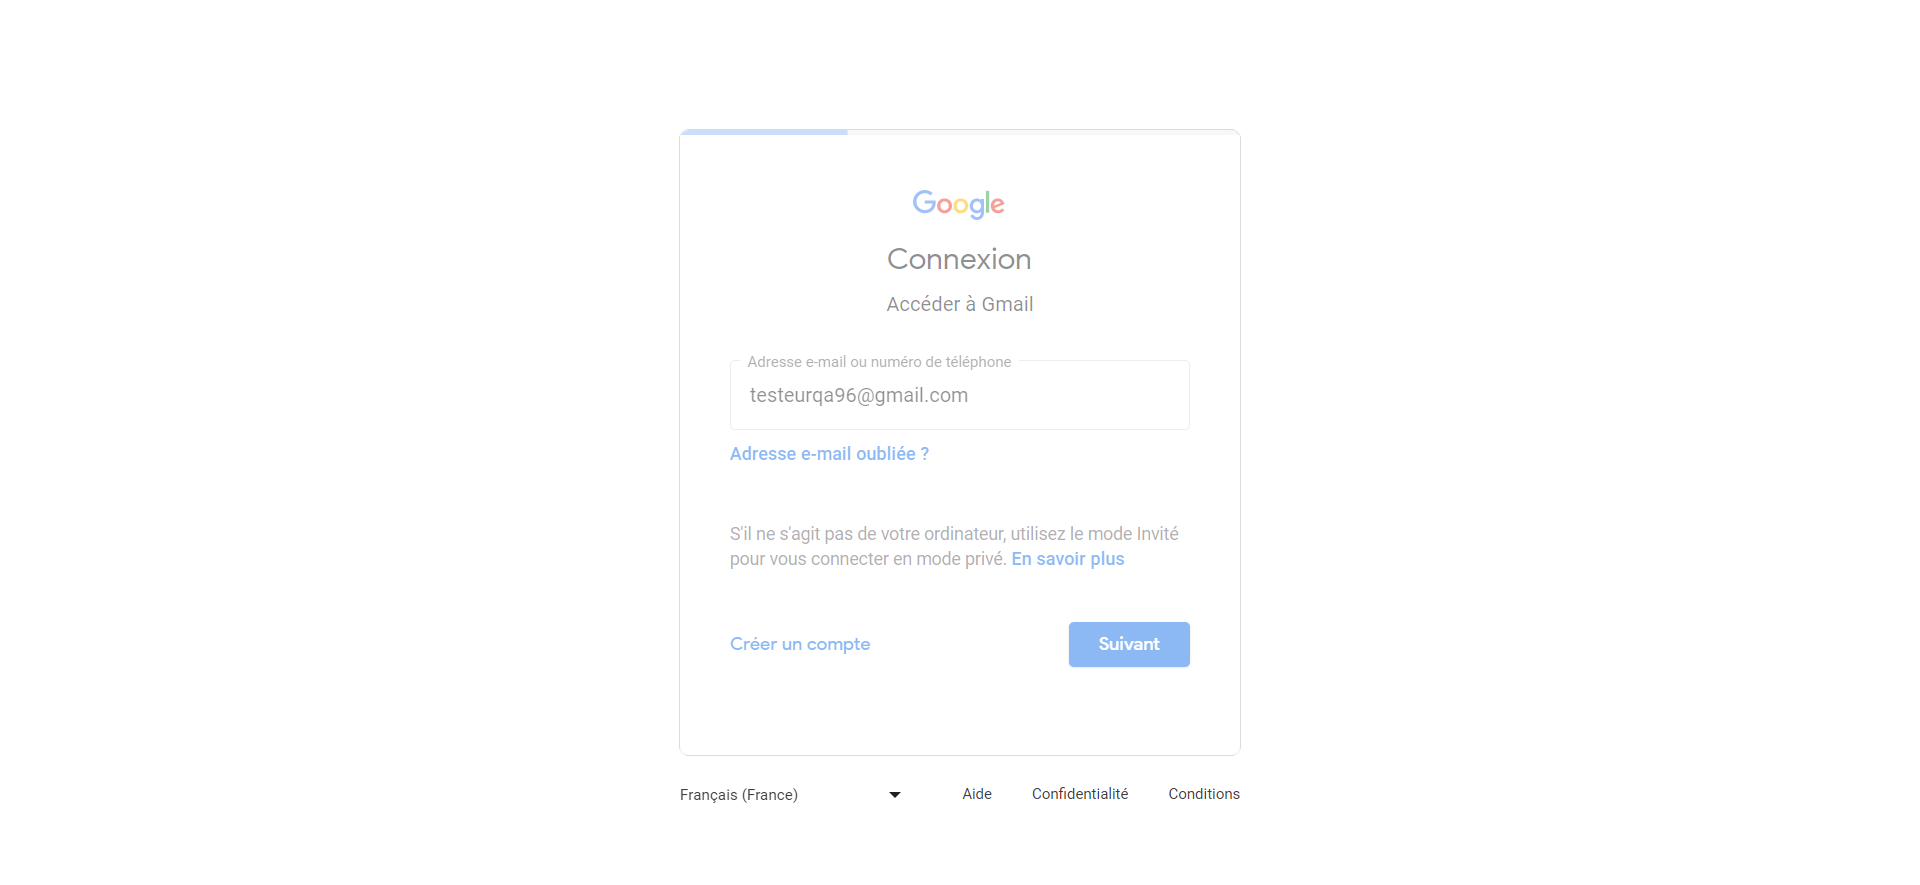 Google
Connexion
Accéder à Gmail
Adresse e-mail ou numéro de téléphone
testeurqa96@gmail.com
Adresse e-mail oubliée ?
S'il ne s'agit pas de votre ordinateur, utilisez le mode Invité
pour vous connecter en mode privé. En savoir plus
Créer un compte
Suivant
Français (France)
Aide
Confidentialité
Conditions